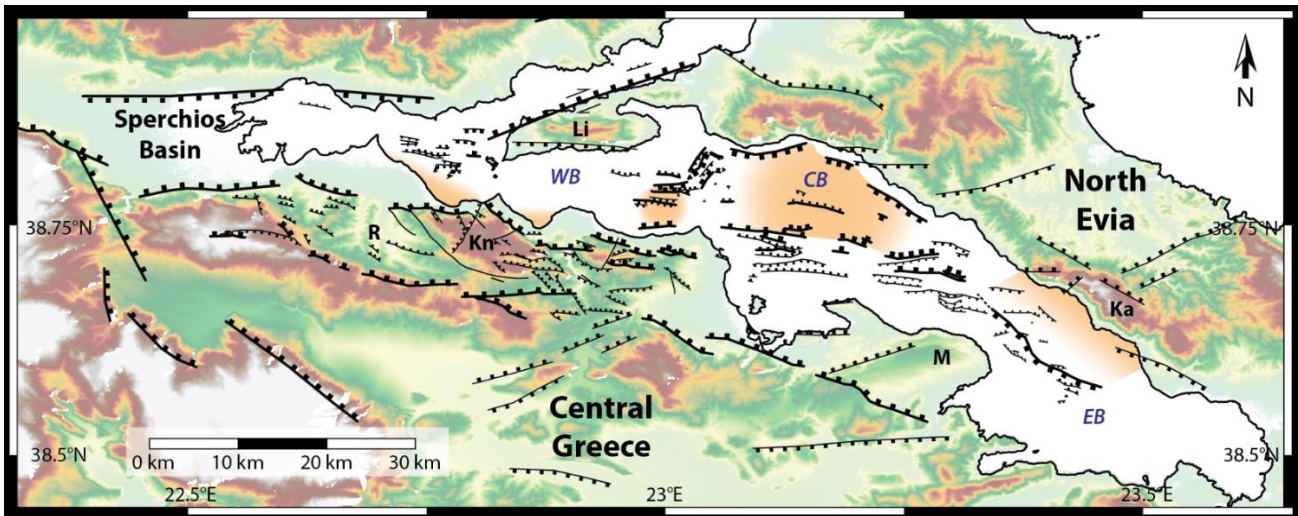 N
Sperchios
Basin
Li
WB
CB
North
Evia
38.75°N
38.75°N
R
Kn
Ka
M
Central
Greece
EB
0 km 10 km 20 km 30 km
38.5°N
38.5°N
22.5°E
23°E
23.5°E